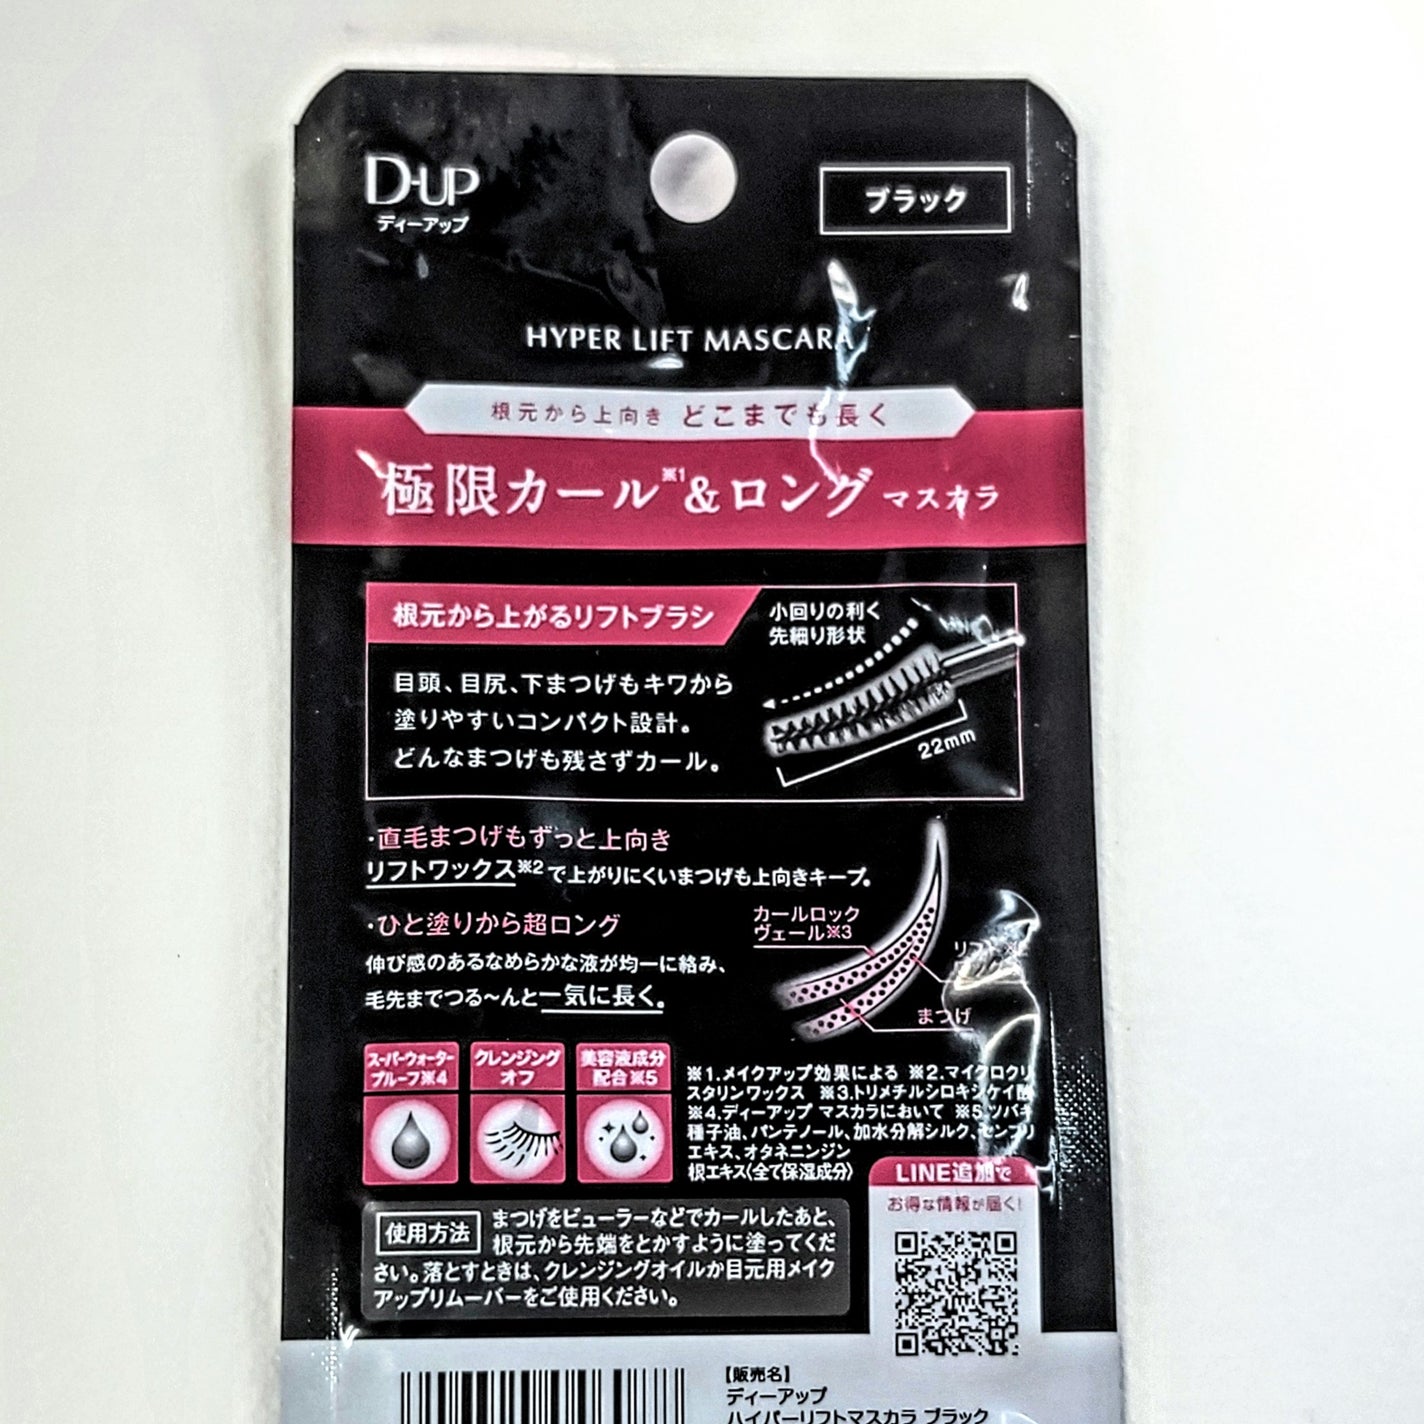 D-UP
ディーアップ
ブラック
HYPER LIFT MASCARA
根元から上向き どこまでも長く
極限カール※1&ロング マスカラ
根元から上がるリフトブラシ
小回りの利く
先細り形状
目頭、目尻、下まつげもキワから
塗りやすいコンパクト設計。
どんなまつげも残さずカール。
22mm
・直毛まつげもずっと上向き
リフトワックス※2で上がりにくいまつげも上向きキープ。
・ひと塗りから超ロング
伸び感のあるなめらかな液が均一に絡み、
毛先までつる〜んと一気に長く。
カールロック
ヴェール※3
まつげ
スーパーウォーター
プルーフ※4
クレンジング
オフ
美容液成分
配合※5
※1.メイクアップ効果による ※2.マイクロクリ
スタリンワックス ※3.トリメチルシロキシケイ酸
※4.ディーアップ マスカラにおいて ※5.ツバキ
種子油、パンテノール、加水分解シルク、センブリ
エキス、オタネニンジン
根エキス(全て保湿成分)
LINE追加で
お得な情報が届く!
使用方法
まつげをビューラーなどでカールしたあと、
根元から先端をとかすように塗ってくだ
さい。落とすときは、クレンジングオイルか目元用メイク
アップリムーバーをご使用ください。
【販売名】
ディーアップ
ハイパーリフトマスカラ ブラック